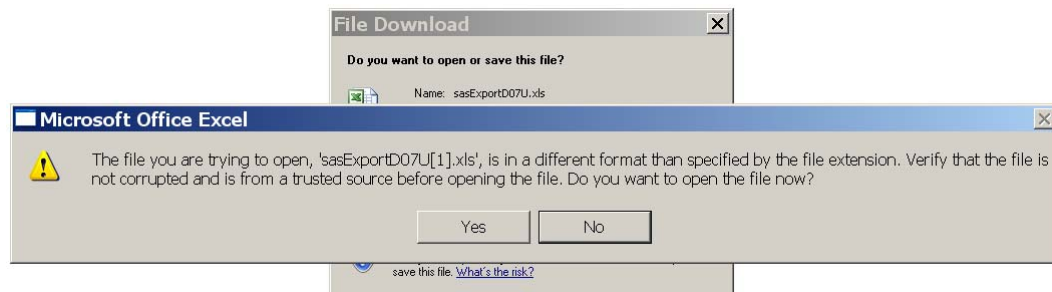 File Download
Do you want to open or save this file?
Name: sasExportD07U.xls
Microsoft Office Excel
The file you are trying to open, 'sasExportD07U[1].xls', is in a different format than specified by the file extension. Verify that the file is
not corrupted and is from a trusted source before opening the file. Do you want to open the file now?
Yes
No
save this file. What's the risk?